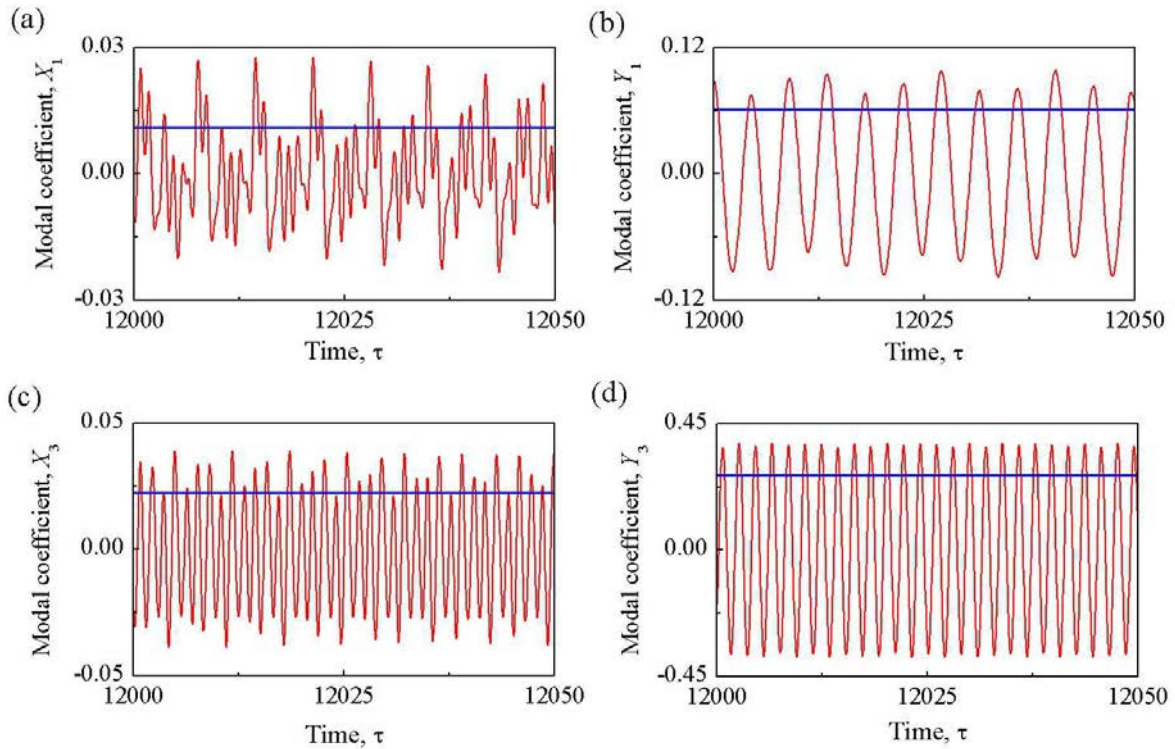 (a)
0.03
0.00
-0.03
Modal coefficient, X1
12000
12025
12050
Time, τ
(b)
0.12
0.00
-0.12
Modal coefficient, Y1
12000
12025
12050
Time, τ
(c)
0.05
0.00
-0.05
Modal coefficient, X3
12000
12025
12050
Time, τ
(d)
0.45
0.00
-0.45
Modal coefficient, Y3
12000
12025
12050
Time, τ